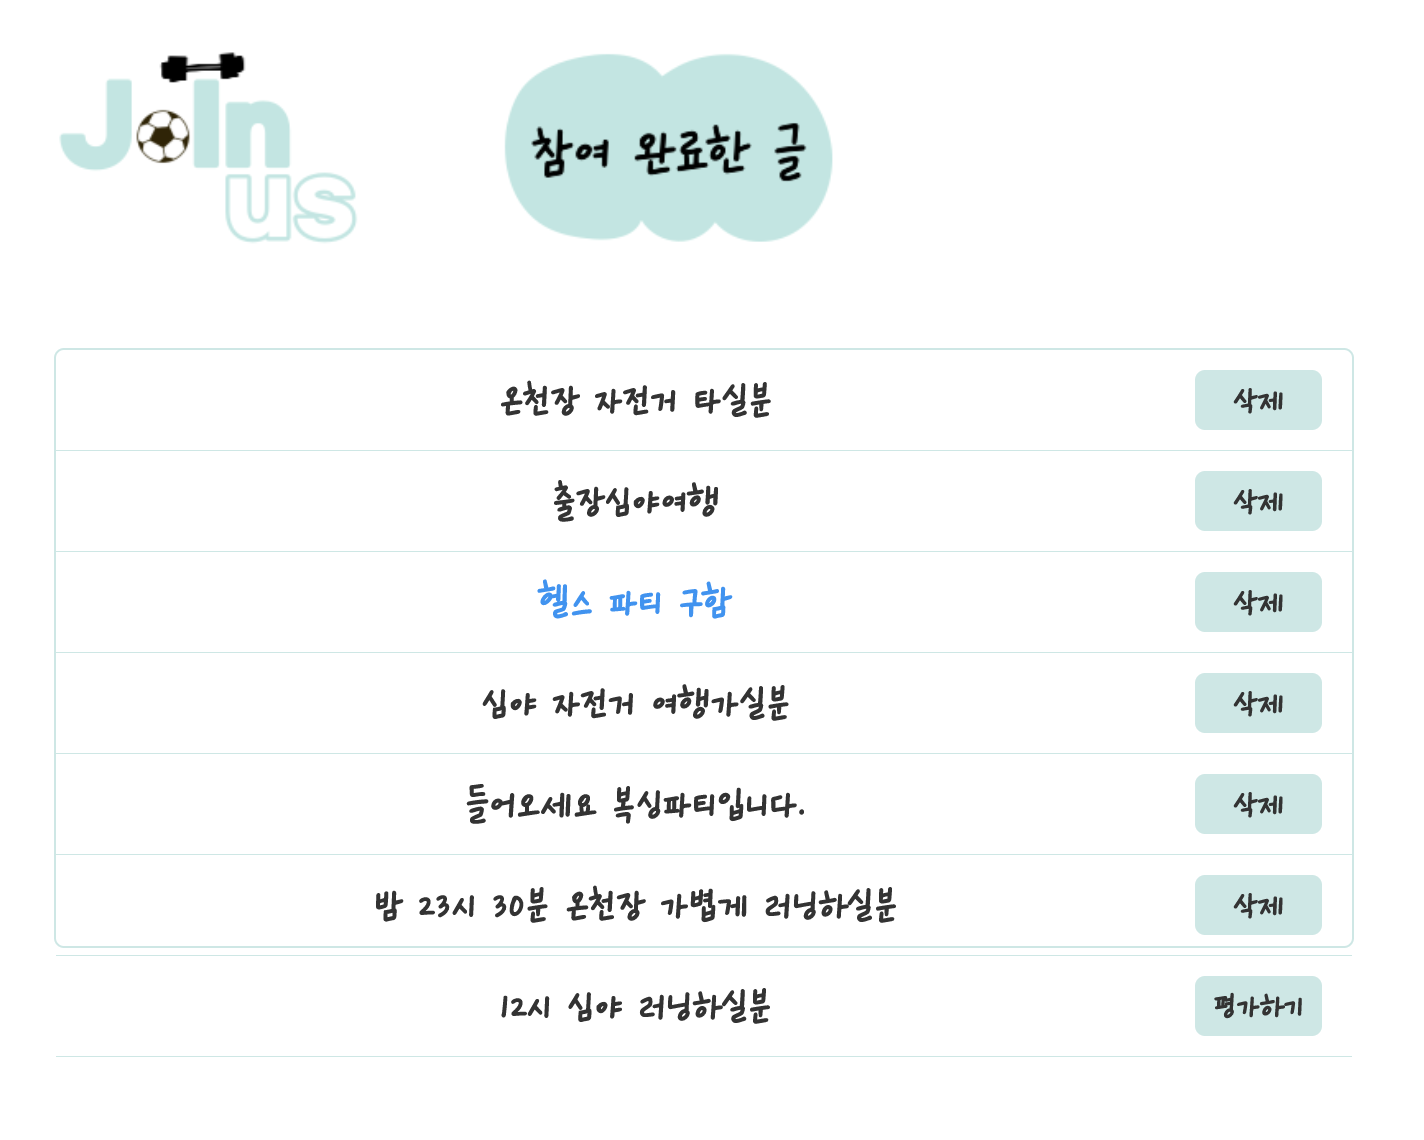 JoIn
us
참여 완료한 글
온천장 자전거 타실분
삭제
출장심야여행
삭제
헬스 파티 구함
삭제
심야 자전거 여행가실분
삭제
들어오세요 복싱파티입니다.
삭제
밤 23시 30분 온천장 가볍게 러닝하실분
삭제
12시 심야 러닝하실분
평가하기